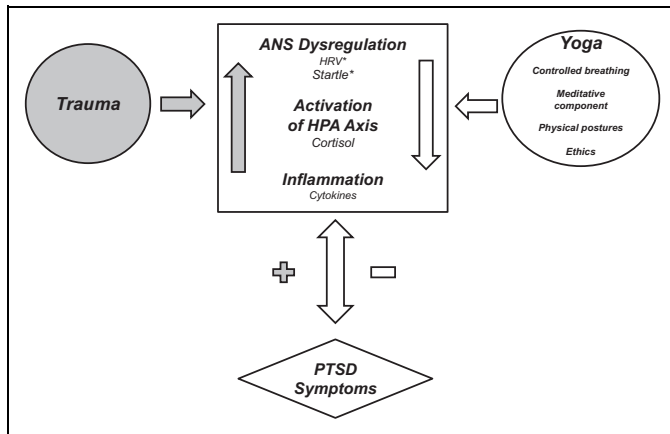 Trauma
ANS Dysregulation
HRV*
Startle*
Activation
of HPA Axis
Cortisol
Inflammation
Cytokines
Yoga
Controlled breathing
Meditative
component
Physical postures
Ethics
PTSD
Symptoms